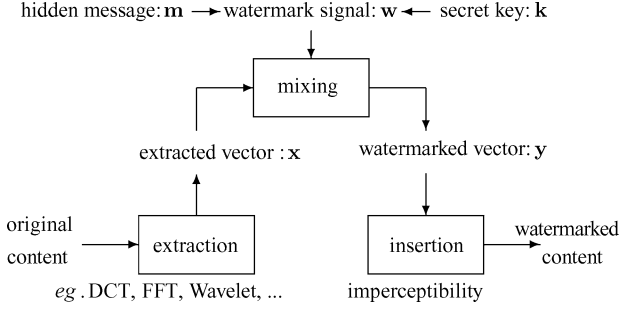 hidden message: m watermark signal: w secret key: k
mixing
extracted vector : x watermarked vector: y
original content
extraction
insertion
watermarked content
eg . DCT, FFT, Wavelet, ...
imperceptibility